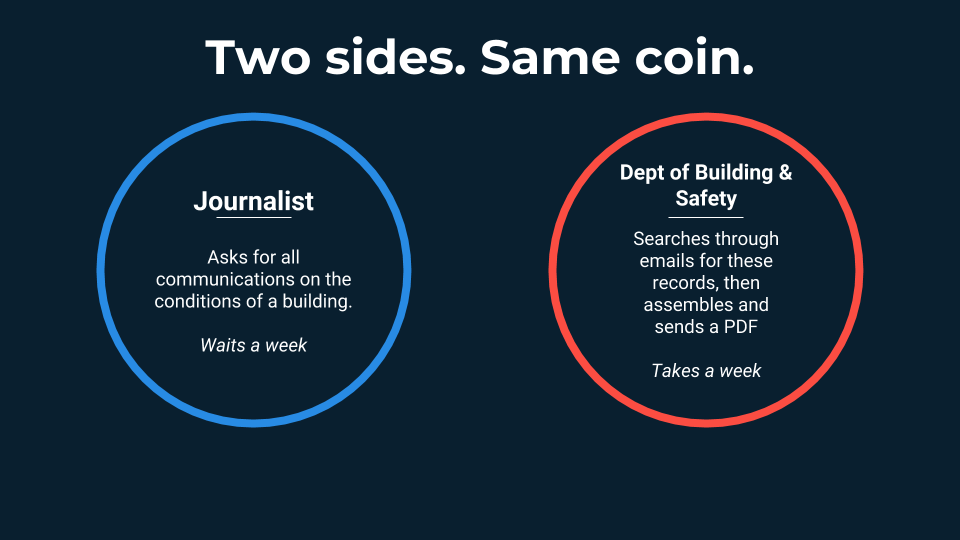 Two sides. Same coin.
Journalist
Asks for all
communications on the
conditions of a building.
Waits a week
Dept of Building &
Safety
Searches through
emails for these
records, then
assembles and
sends a PDF
Takes a week